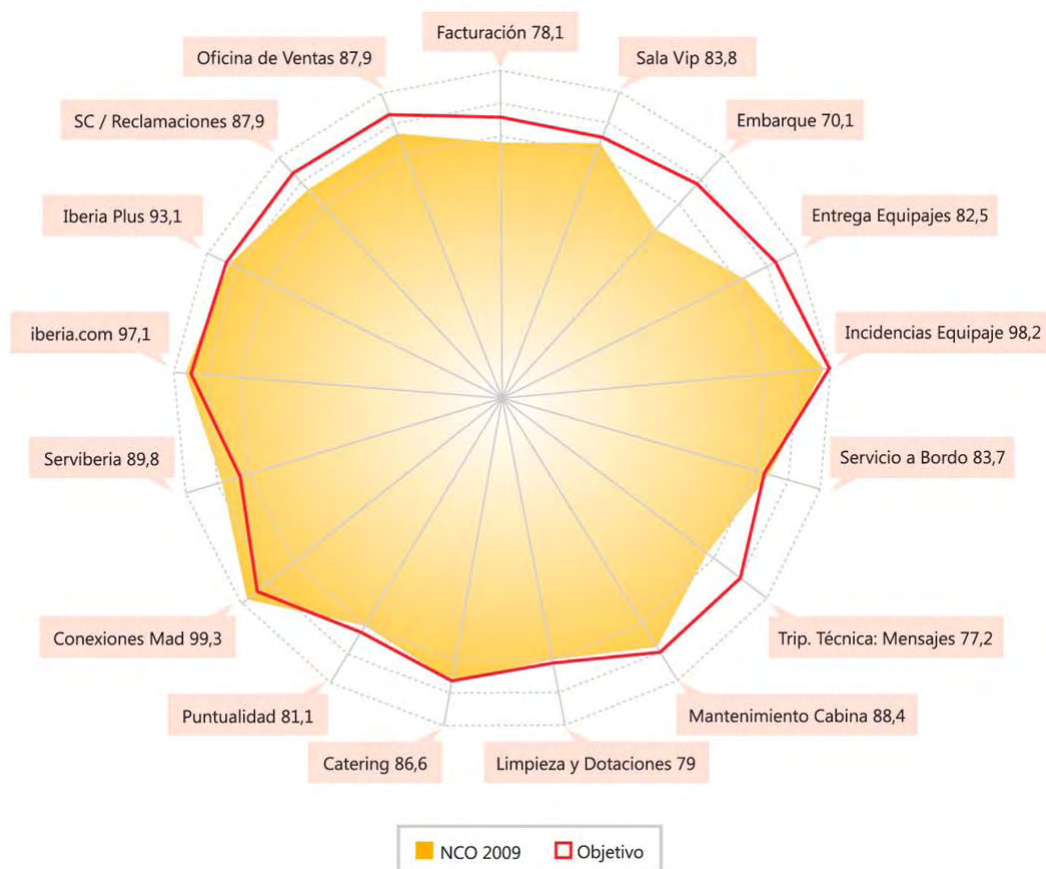 Facturación 78,1
Sala Vip 83,8
Embarque 70,1
Entrega Equipajes 82,5
Incidencias Equipaje 98,2
Servicio a Bordo 83,7
Trip. Técnica: Mensajes 77,2
Mantenimiento Cabina 88,4
Limpieza y Dotaciones 79
Catering 86,6
Puntualidad 81,1
Conexiones Mad 99,3
Serviberia 89,8
iberia.com 97,1
Iberia Plus 93,1
SC / Reclamaciones 87,9
Oficina de Ventas 87,9
NCO 2009
Objetivo